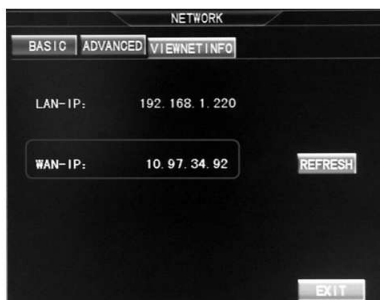 NETWORK
BASIC ADVANCED VIEWNETINFO
LAN-IP: 192. 168. 1. 220
WAN-IP: 10. 97. 34. 92 REFRESH
EXIT